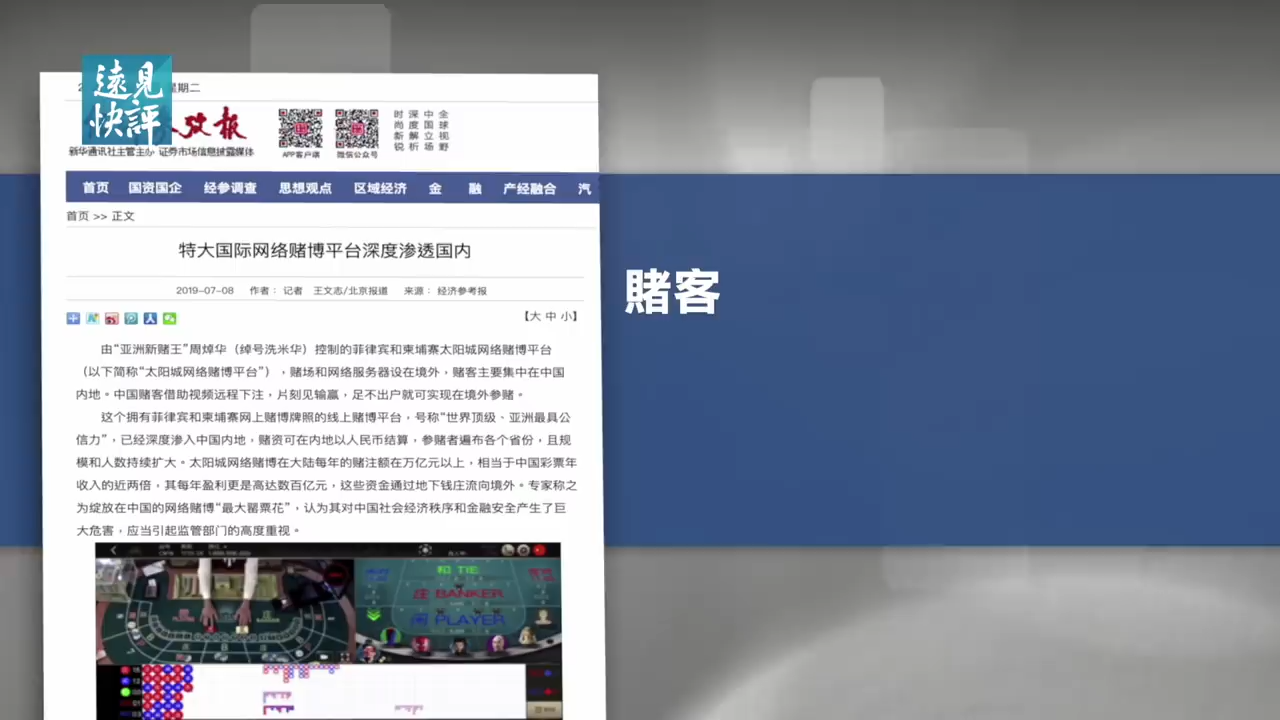 遠見
快評
星期二
新华通讯社主管主办 证券市场信息披露媒体
APP客户端
微信公众号
时 深 中 金
尚 度 国 球
新 解 立 视
锐 析 场 野
首页 国资国企 经参调查 思想观点 区域经济 金 融 产经融合 汽
首页 >> 正文
特大国际网络赌博平台深度渗透国内
2019-07-08 作者： 记者 王文志/北京报道 来源： 经济参考报
【大 中 小】
由“亚洲新赌王”周焯华（绰号洗米华）控制的菲律宾和柬埔寨太阳城网络赌博平台
（以下简称“太阳城网络赌博平台”），赌场和网络服务器设在境外，赌客主要集中在中国
内地。中国赌客借助视频远程下注，片刻见输赢，足不出户就可实现在境外参赌。
这个拥有菲律宾和柬埔寨网上赌博牌照的线上赌博平台，号称“世界顶级、亚洲最具公
信力”，已经深度渗入中国内地，赌资可在内地以人民币结算，参赌者遍布各个省份，且规
模和人数持续扩大。太阳城网络赌博在大陆每年的赌注额在万亿元以上，相当于中国彩票年
收入的近两倍，其每年盈利更是高达数百亿元，这些资金通过地下钱庄流向境外。专家称之
为绽放在中国的网络赌博“最大罂票花”，认为其对中国社会经济秩序和金融安全产生了巨
大危害，应当引起监管部门的高度重视。
和 TIE
庄 BANKER
闲 PLAYER
賭客